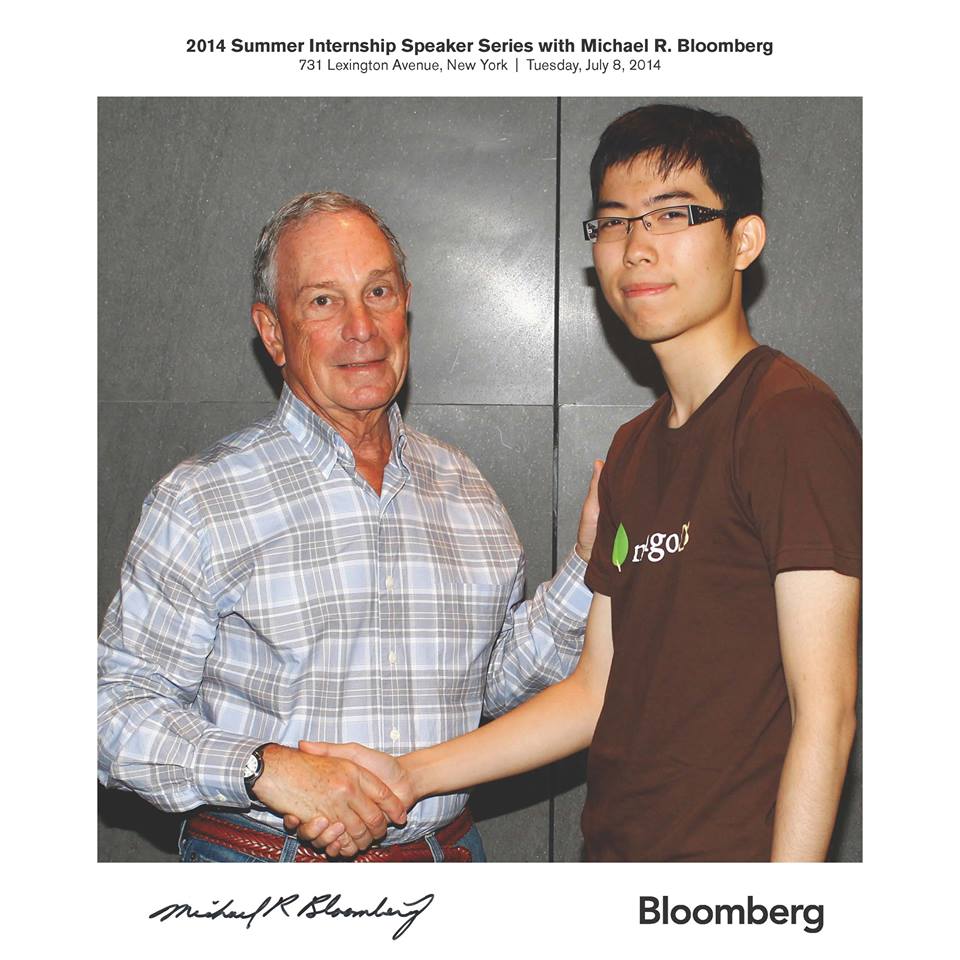 2014 Summer Internship Speaker Series with Michael R. Bloomberg
731 Lexington Avenue, New York | Tuesday, July 8, 2014
Michael R Bloomberg
Bloomberg